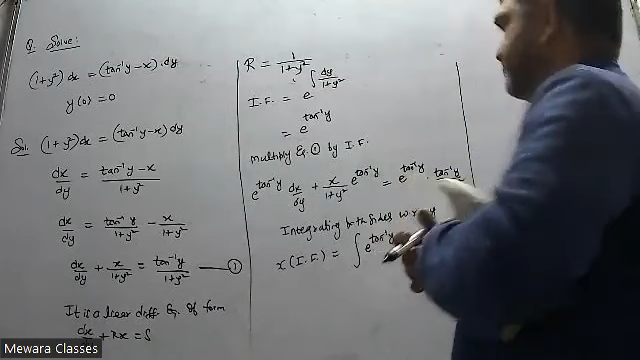 Q. Solve:
(1+y²)dx = (tan⁻¹y-x).dy
y(0) = 0
Sol. (1+y²)dx = (tan⁻¹y-x)dy
dx/dy = (tan⁻¹y-x)/(1+y²)
dx/dy = tan⁻¹y/(1+y²) - x/(1+y²)
dx/dy + x/(1+y²) = tan⁻¹y/(1+y²) —— ①
It is a linear diff Eq. of form
dx/ + Rx = S
R = 1/(1+y²)
I.F. = e^∫dy/(1+y²)
= e^tan⁻¹y
multiply Eq. ① by I.F.
e^tan⁻¹y dx/dy + x/(1+y²) e^tan⁻¹y = e^tan⁻¹y . tan⁻¹y/1+y
Integrating both sides w.r. y
x(I.F.) = ∫ e^tan⁻¹y
Mewara Classes